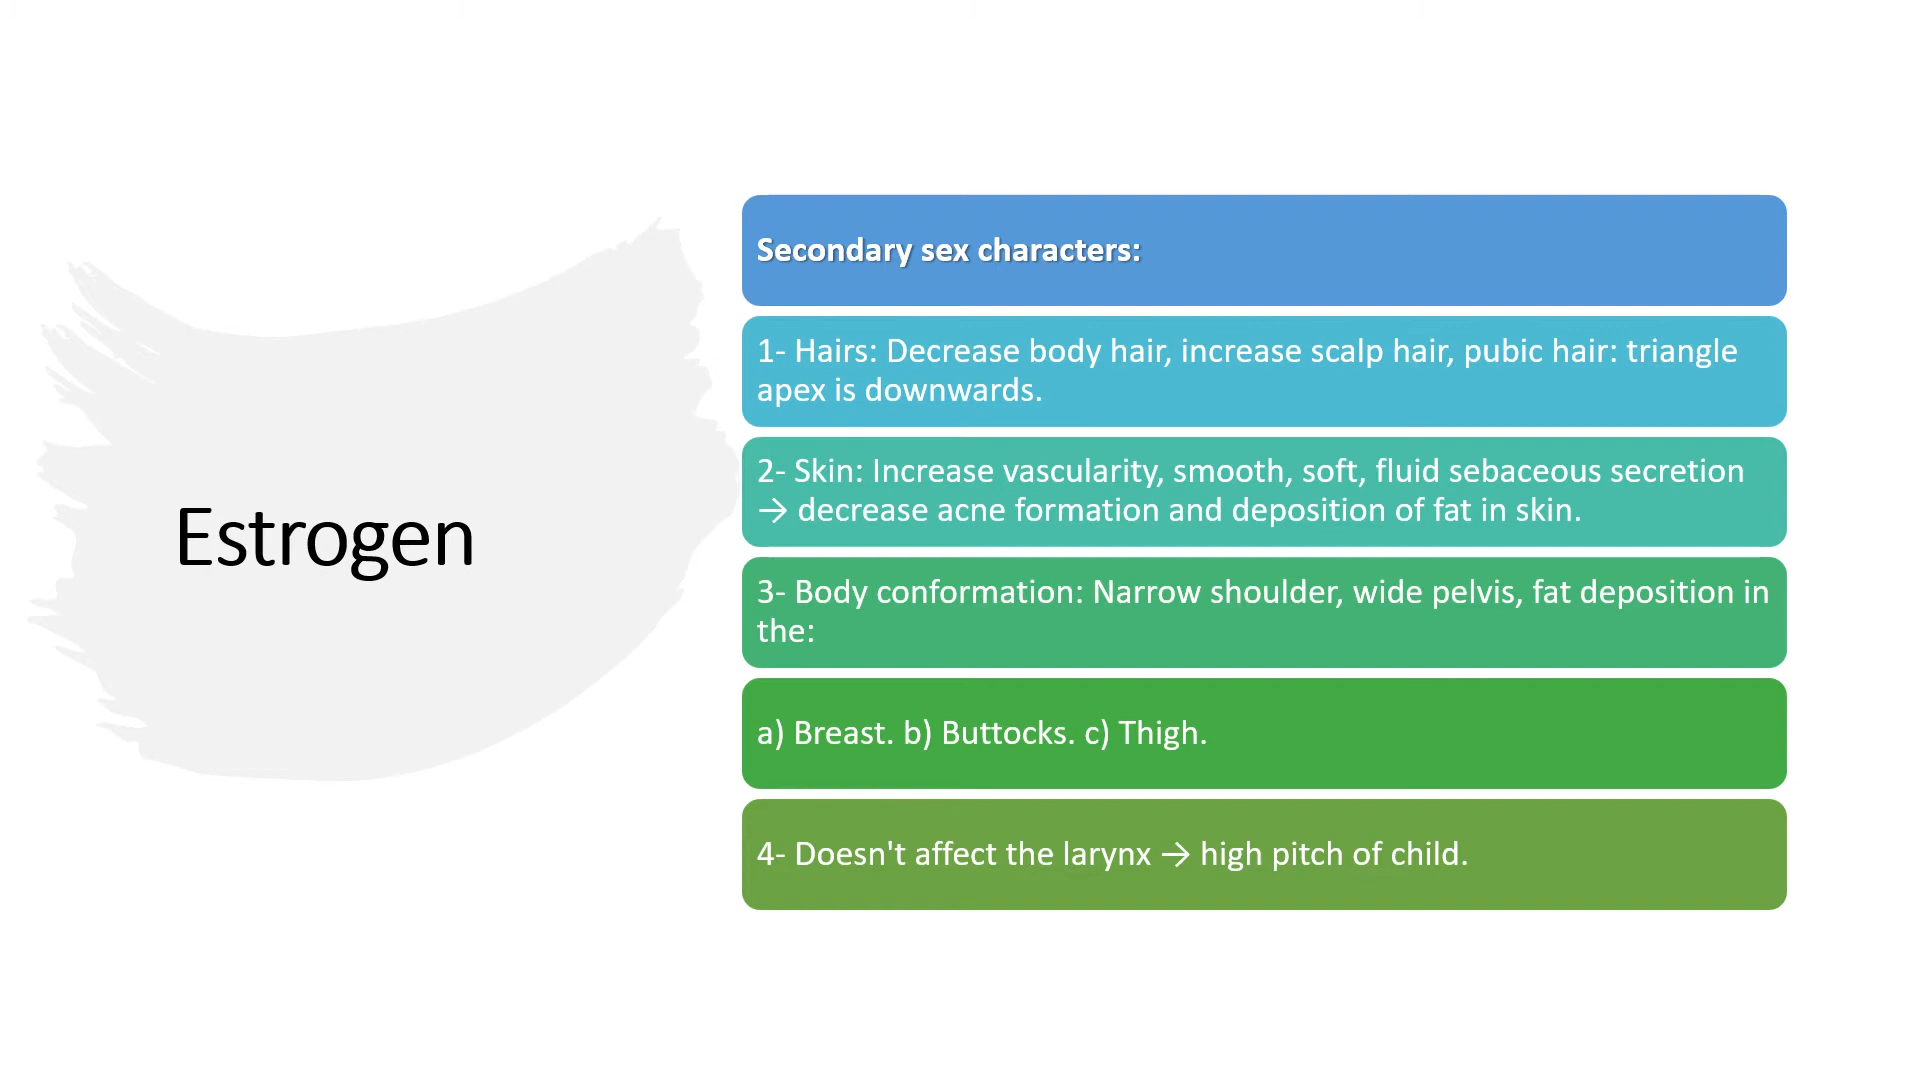 Estrogen
Secondary sex characters:
1- Hairs: Decrease body hair, increase scalp hair, pubic hair: triangle
apex is downwards.
2- Skin: Increase vascularity, smooth, soft, fluid sebaceous secretion
→ decrease acne formation and deposition of fat in skin.
3- Body conformation: Narrow shoulder, wide pelvis, fat deposition in
the:
a) Breast. b) Buttocks. c) Thigh.
4- Doesn't affect the larynx → high pitch of child.